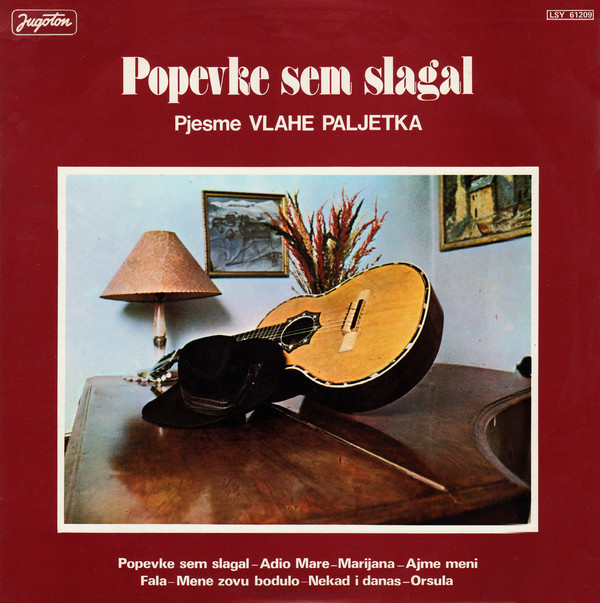 Jugoton
LSY 61209
Popevke sem slagal
Pjesme VLAHE PALJETKA
Popevke sem slagal – Adio Mare – Marijana – Ajme meni
Fala – Mene zovu bodulo – Nekad i danas – Orsula